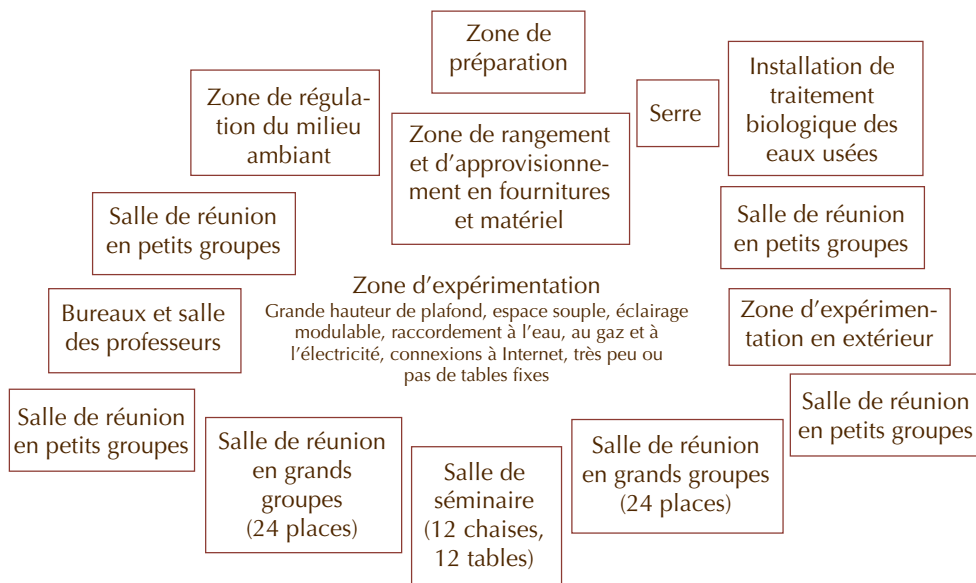 Zone de
préparation
Installation de
traitement
biologique des
eaux usées
Serre
Zone de régula-
tion du milieu
ambiant
Zone de rangement
et d’approvisionne-
ment en fournitures
et matériel
Salle de réunion
en petits groupes
Salle de réunion
en petits groupes
Zone d’expérimentation
Grande hauteur de plafond, espace souple, éclairage
modulable, raccordement à l’eau, au gaz et à
l’électricité, connexions à Internet, très peu ou
pas de tables fixes
Bureaux et salle
des professeurs
Zone d’expérimen-
tation en extérieur
Salle de réunion
en petits groupes
Salle de réunion
en petits groupes
Salle de réunion
en grands
groupes
(24 places)
Salle de
séminaire
(12 chaises,
12 tables)
Salle de réunion
en grands groupes
(24 places)